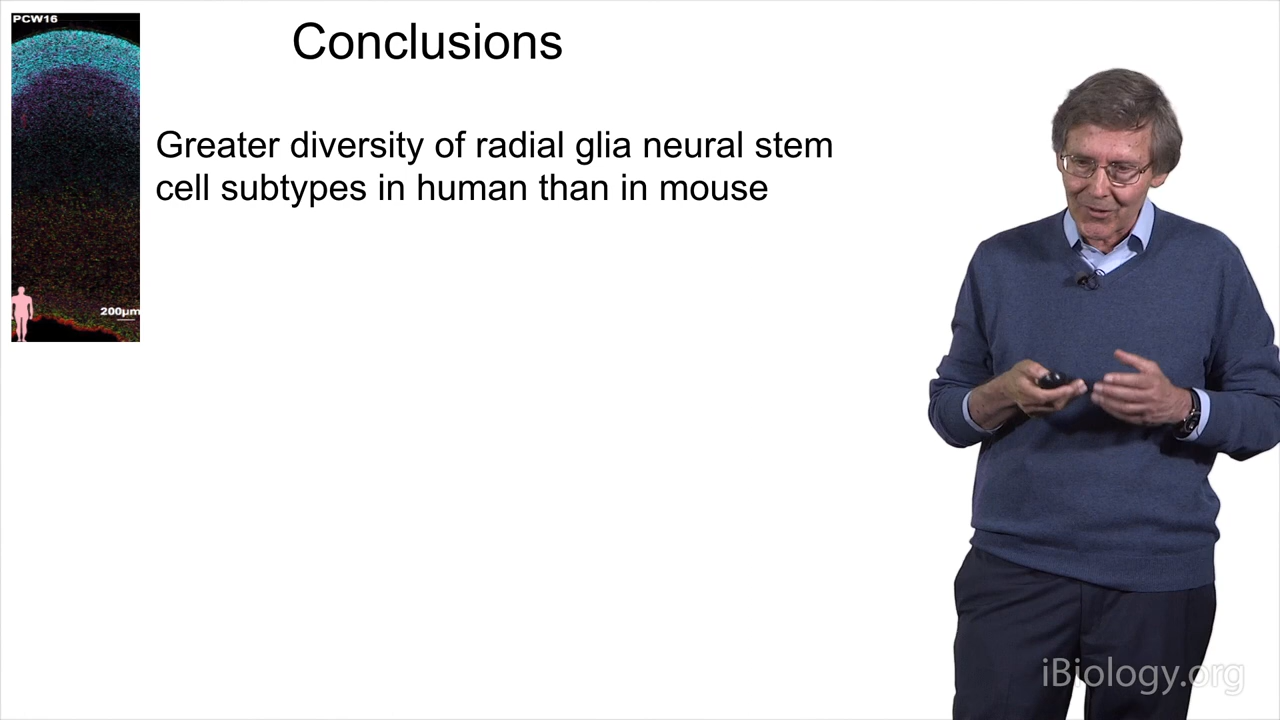 PCW16
Conclusions
Greater diversity of radial glia neural stem
cell subtypes in human than in mouse
200μm
iBiology.org